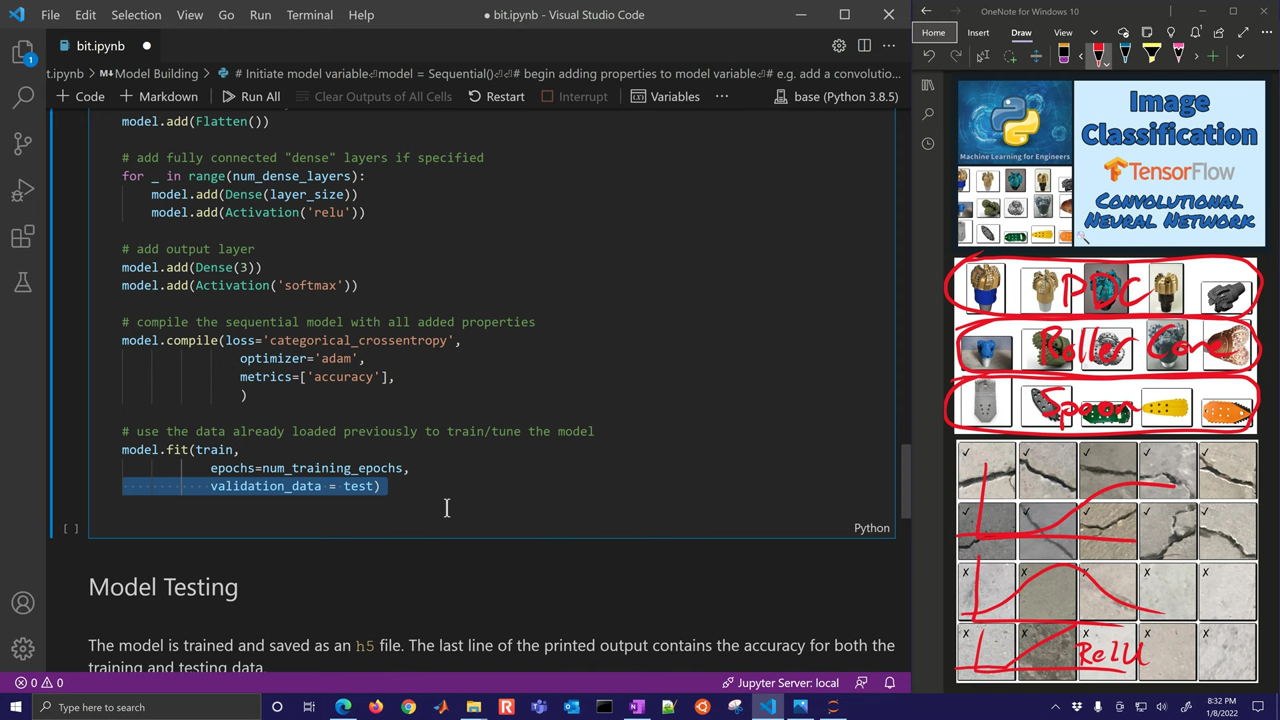 File Edit Selection View Go Run Terminal Help
● bit.ipynb - Visual Studio Code
bit.ipynb
t.ipynb > M↓ Model Building > # Initiate model variable⏎model = Sequential()⏎⏎# begin adding properties to model variable⏎# e.g. add a convolutio…
Code Markdown Run All Clear Outputs of All Cells Restart Interrupt Variables base (Python 3.8.5)
1
model.add(Flatten())
# add fully connected "dense" layers if specified
for _ in range(num_dense_layers):
model.add(Dense(layer_size))
model.add(Activation('relu'))
# add output layer
model.add(Dense(3))
model.add(Activation('softmax'))
# compile the sequential model with all added properties
model.compile(loss='categorical_crossentropy',
optimizer='adam',
metrics=['accuracy'],
)
# use the data already loaded previously to train/tune the model
model.fit(train,
epochs=num_training_epochs,
validation_data = test)
[ ]
Python
Model Testing
The model is trained and saved as an h5 file. The last line of the printed output contains the accuracy for both the
training and testing data.
0 0
Jupyter Server: local
OneNote for Windows 10
Home Insert Draw View
Machine Learning for Engineers
Image
Classification
TensorFlow
Convolutional
Neural Network
PDC
Roller Cone
Spoon
RelU
Type here to search
8:32 PM
1/8/2022